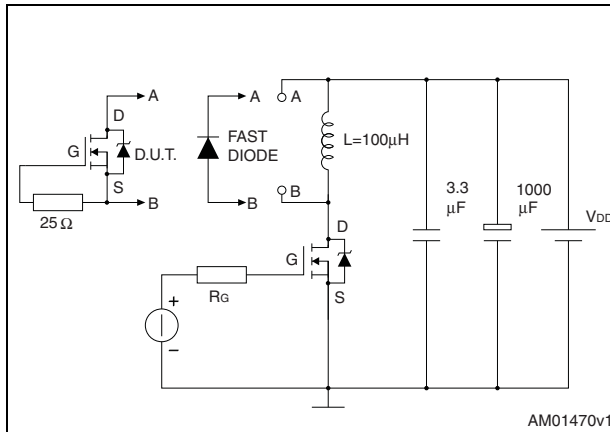 A
D
G
D.U.T.
S
B
25 Ω
A
FAST
DIODE
B
A
B
L=100μH
D
G
S
RG
+
–
3.3
μF
1000
μF
VDD
AM01470v1